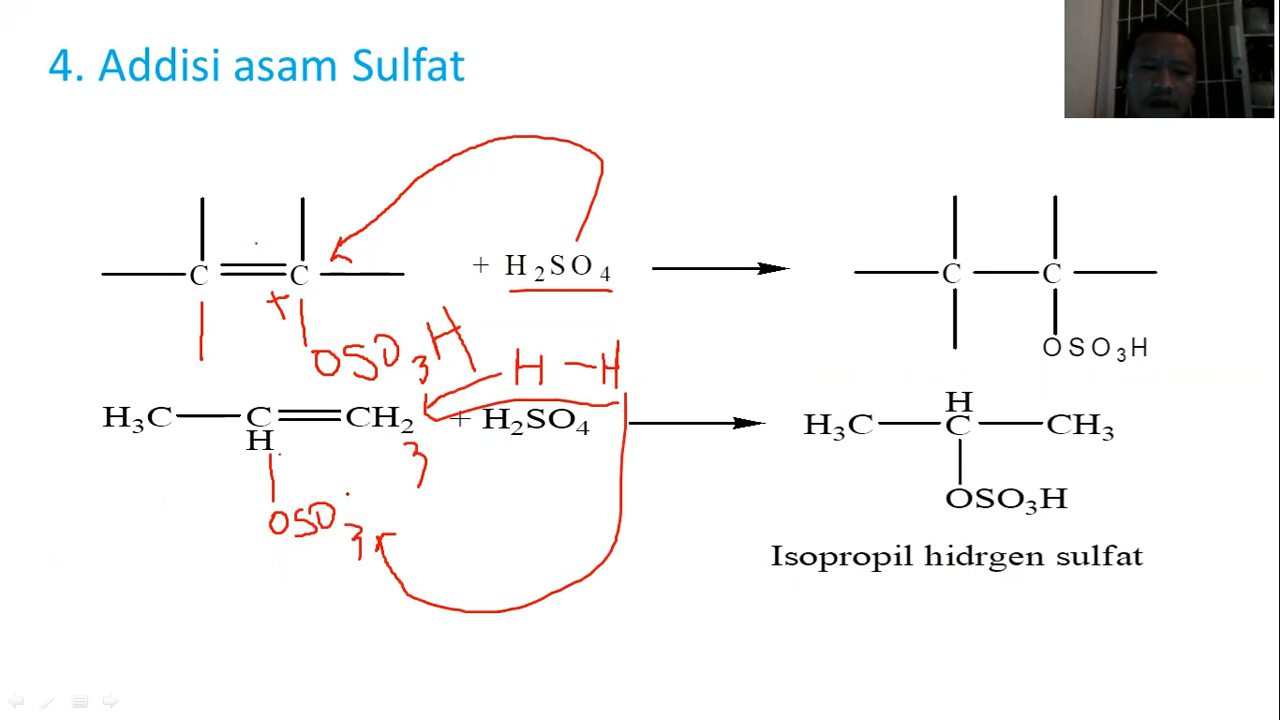 4. Addisi asam Sulfat
C C + H2SO4 C C
+
OSO3H
OSO3H
H – H
H3C C CH2 + H2SO4 H3C C CH3
H H
3
OSO3 OSO3H
Isopropil hidrgen sulfat